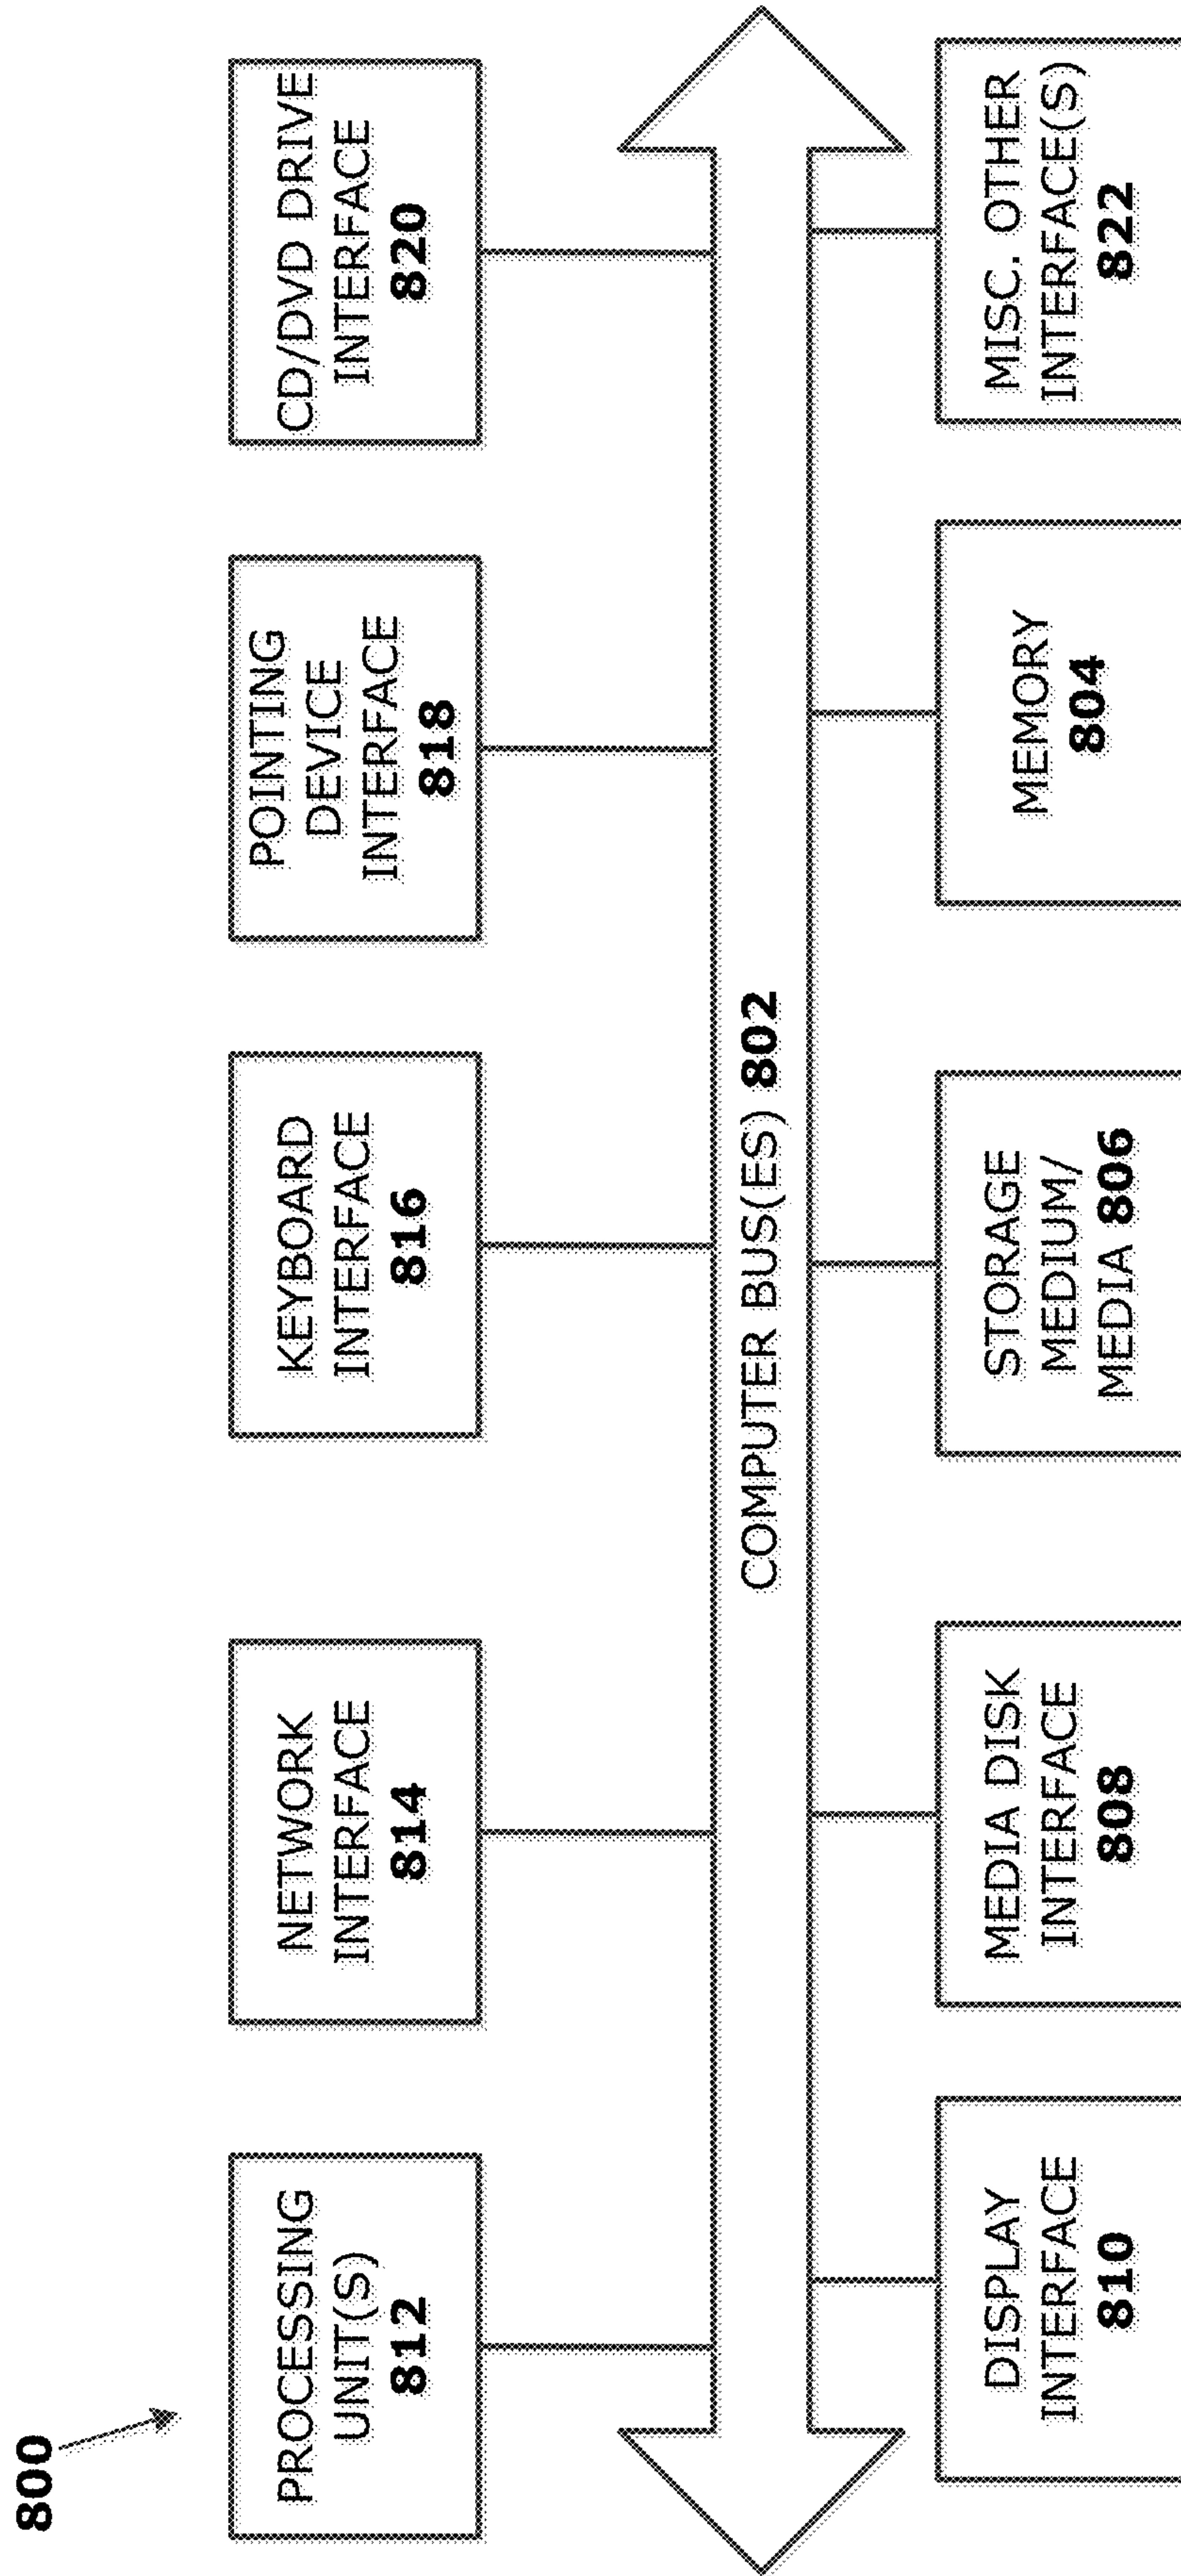 800
PROCESSING
UNIT(S)
812
NETWORK
INTERFACE
814
KEYBOARD
INTERFACE
816
POINTING
DEVICE
INTERFACE
818
CD/DVD DRIVE
INTERFACE
820
COMPUTER BUS(ES) 802
DISPLAY
INTERFACE
810
MEDIA DISK
INTERFACE
808
STORAGE
MEDIUM/
MEDIA 806
MEMORY
804
MISC. OTHER
INTERFACE(S)
822